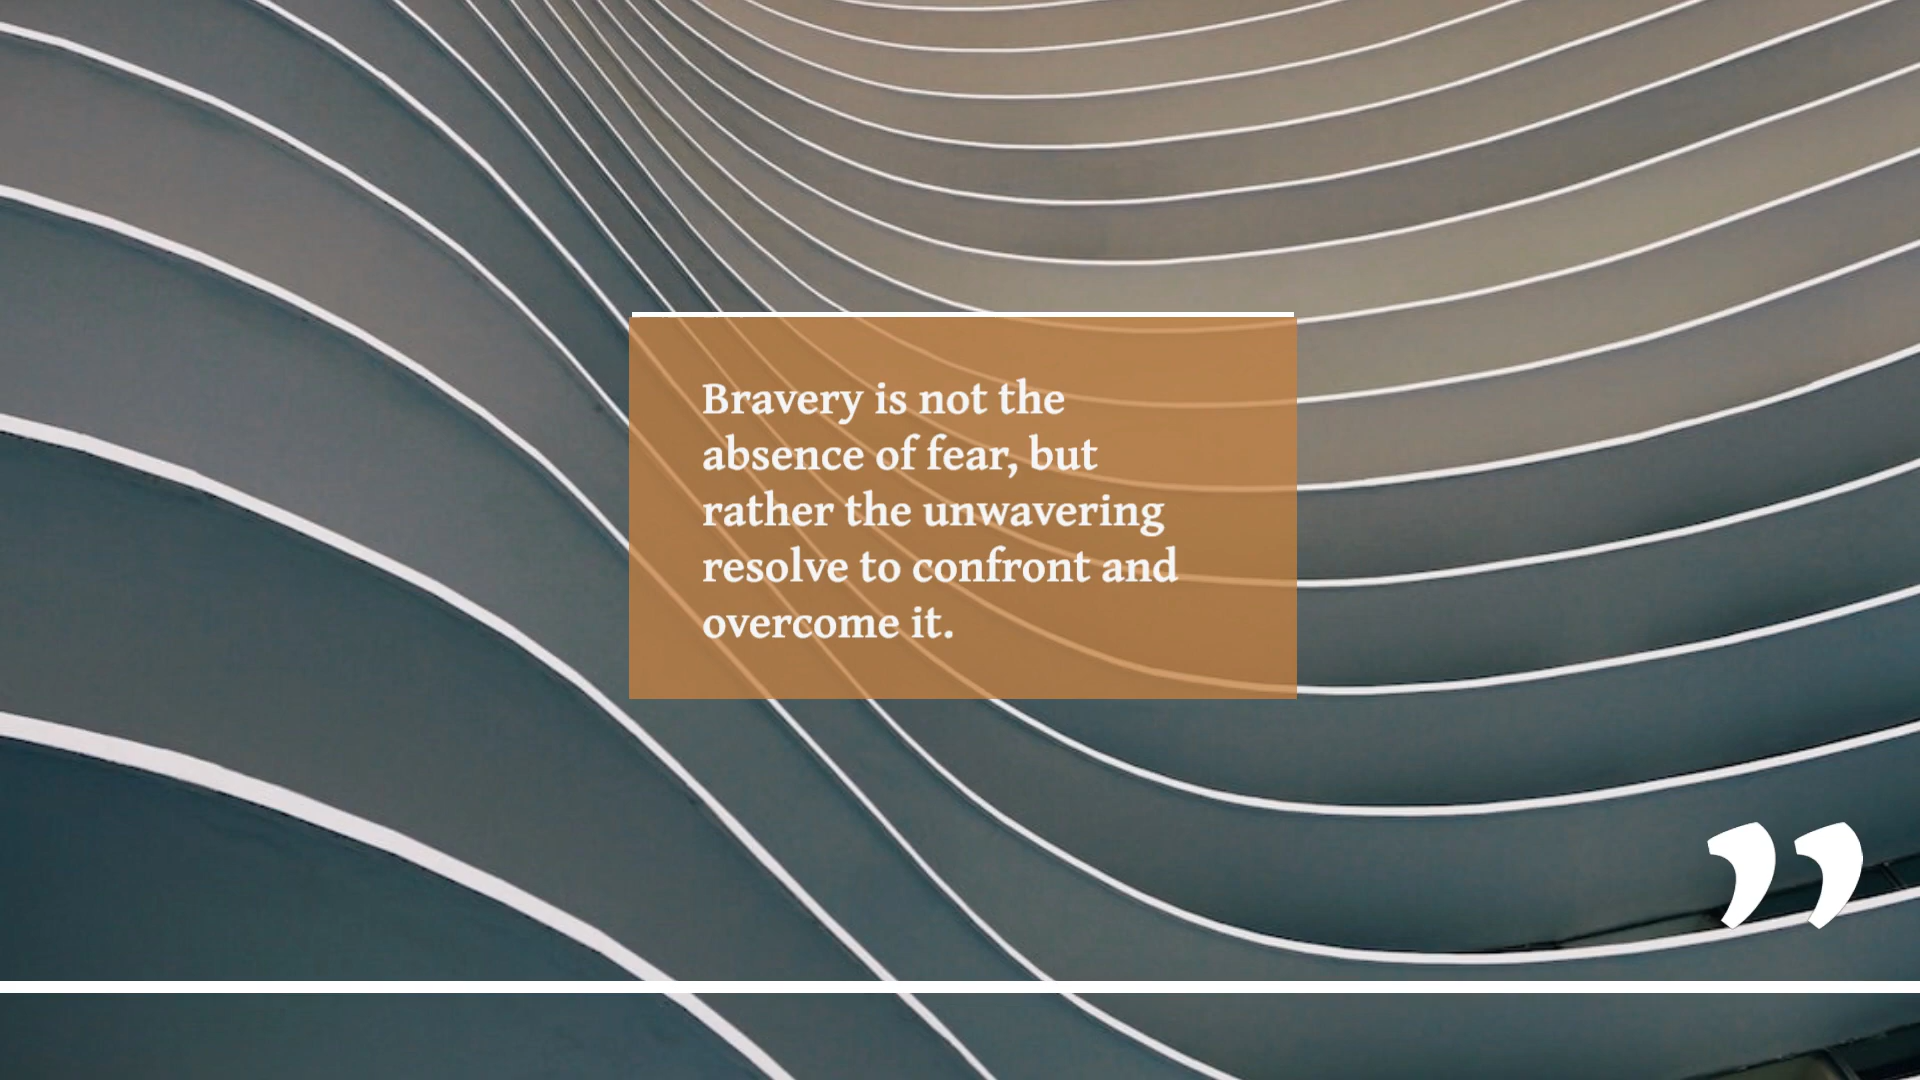 Bravery is not the
absence of fear, but
rather the unwavering
resolve to confront and
overcome it.
”